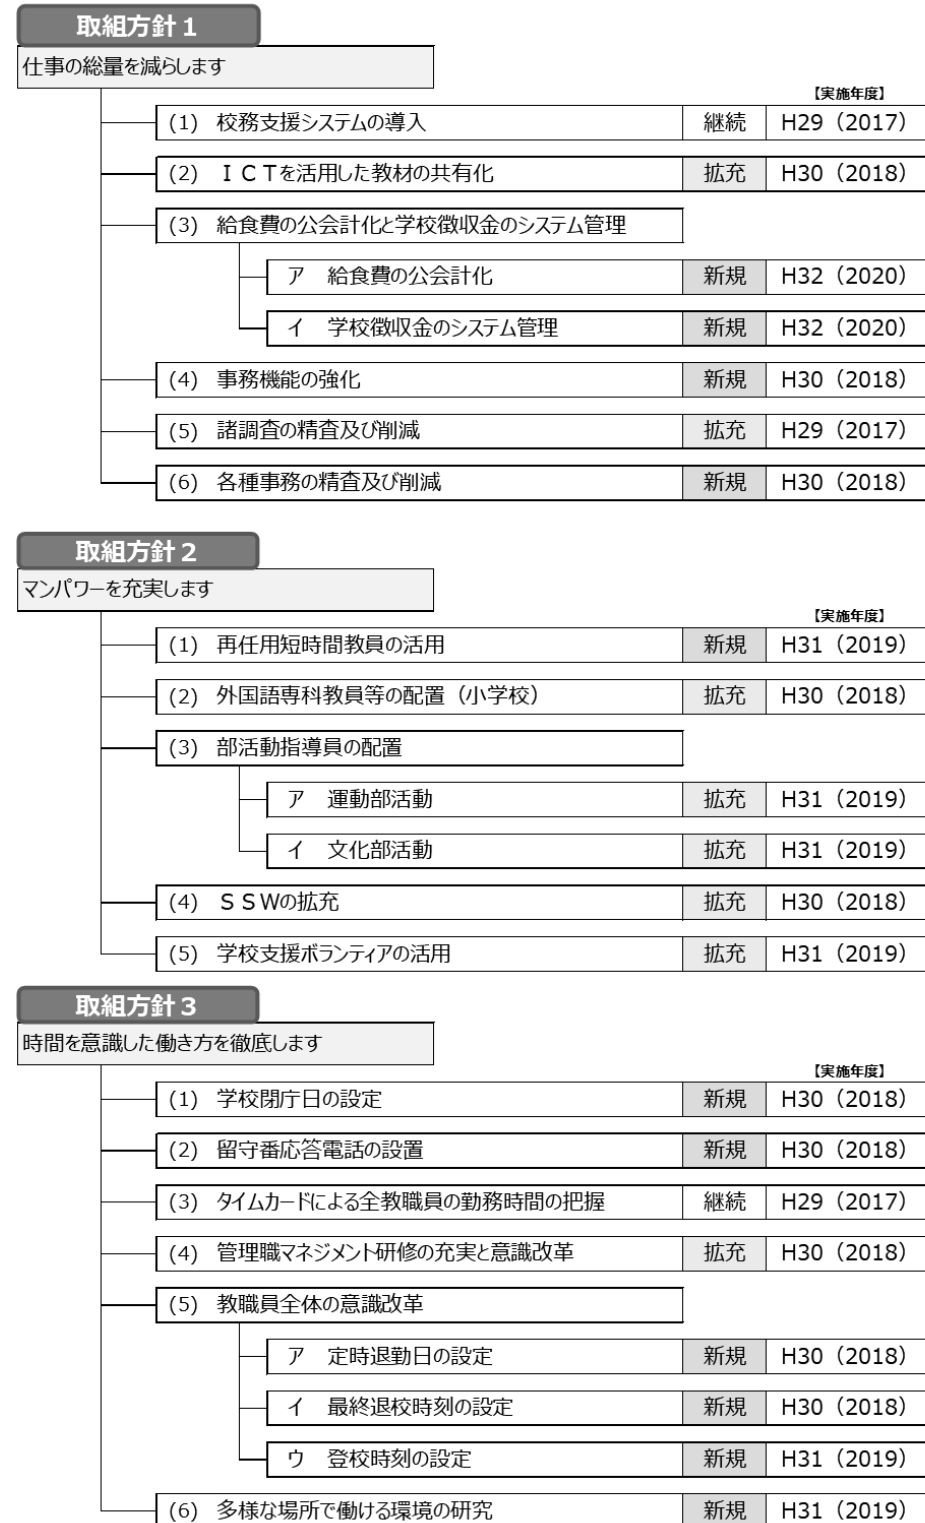 取組方針１
仕事の総量を減らします
【実施年度】
(1) 校務支援システムの導入 継続 H29（2017）
(2) ＩＣＴを活用した教材の共有化 拡充 H30（2018）
(3) 給食費の公会計化と学校徴収金のシステム管理
ア 給食費の公会計化 新規 H32（2020）
イ 学校徴収金のシステム管理 新規 H32（2020）
(4) 事務機能の強化 新規 H30（2018）
(5) 諸調査の精査及び削減 拡充 H29（2017）
(6) 各種事務の精査及び削減 新規 H30（2018）
取組方針２
マンパワーを充実します
【実施年度】
(1) 再任用短時間教員の活用 新規 H31（2019）
(2) 外国語専科教員等の配置（小学校） 拡充 H30（2018）
(3) 部活動指導員の配置
ア 運動部活動 拡充 H31（2019）
イ 文化部活動 拡充 H31（2019）
(4) ＳＳＷの拡充 拡充 H30（2018）
(5) 学校支援ボランティアの活用 拡充 H31（2019）
取組方針３
時間を意識した働き方を徹底します
【実施年度】
(1) 学校閉庁日の設定 新規 H30（2018）
(2) 留守番応答電話の設置 新規 H30（2018）
(3) タイムカードによる全教職員の勤務時間の把握 継続 H29（2017）
(4) 管理職マネジメント研修の充実と意識改革 拡充 H30（2018）
(5) 教職員全体の意識改革
ア 定時退勤日の設定 新規 H30（2018）
イ 最終退校時刻の設定 新規 H30（2018）
ウ 登校時刻の設定 新規 H31（2019）
(6) 多様な場所で働ける環境の研究 新規 H31（2019）